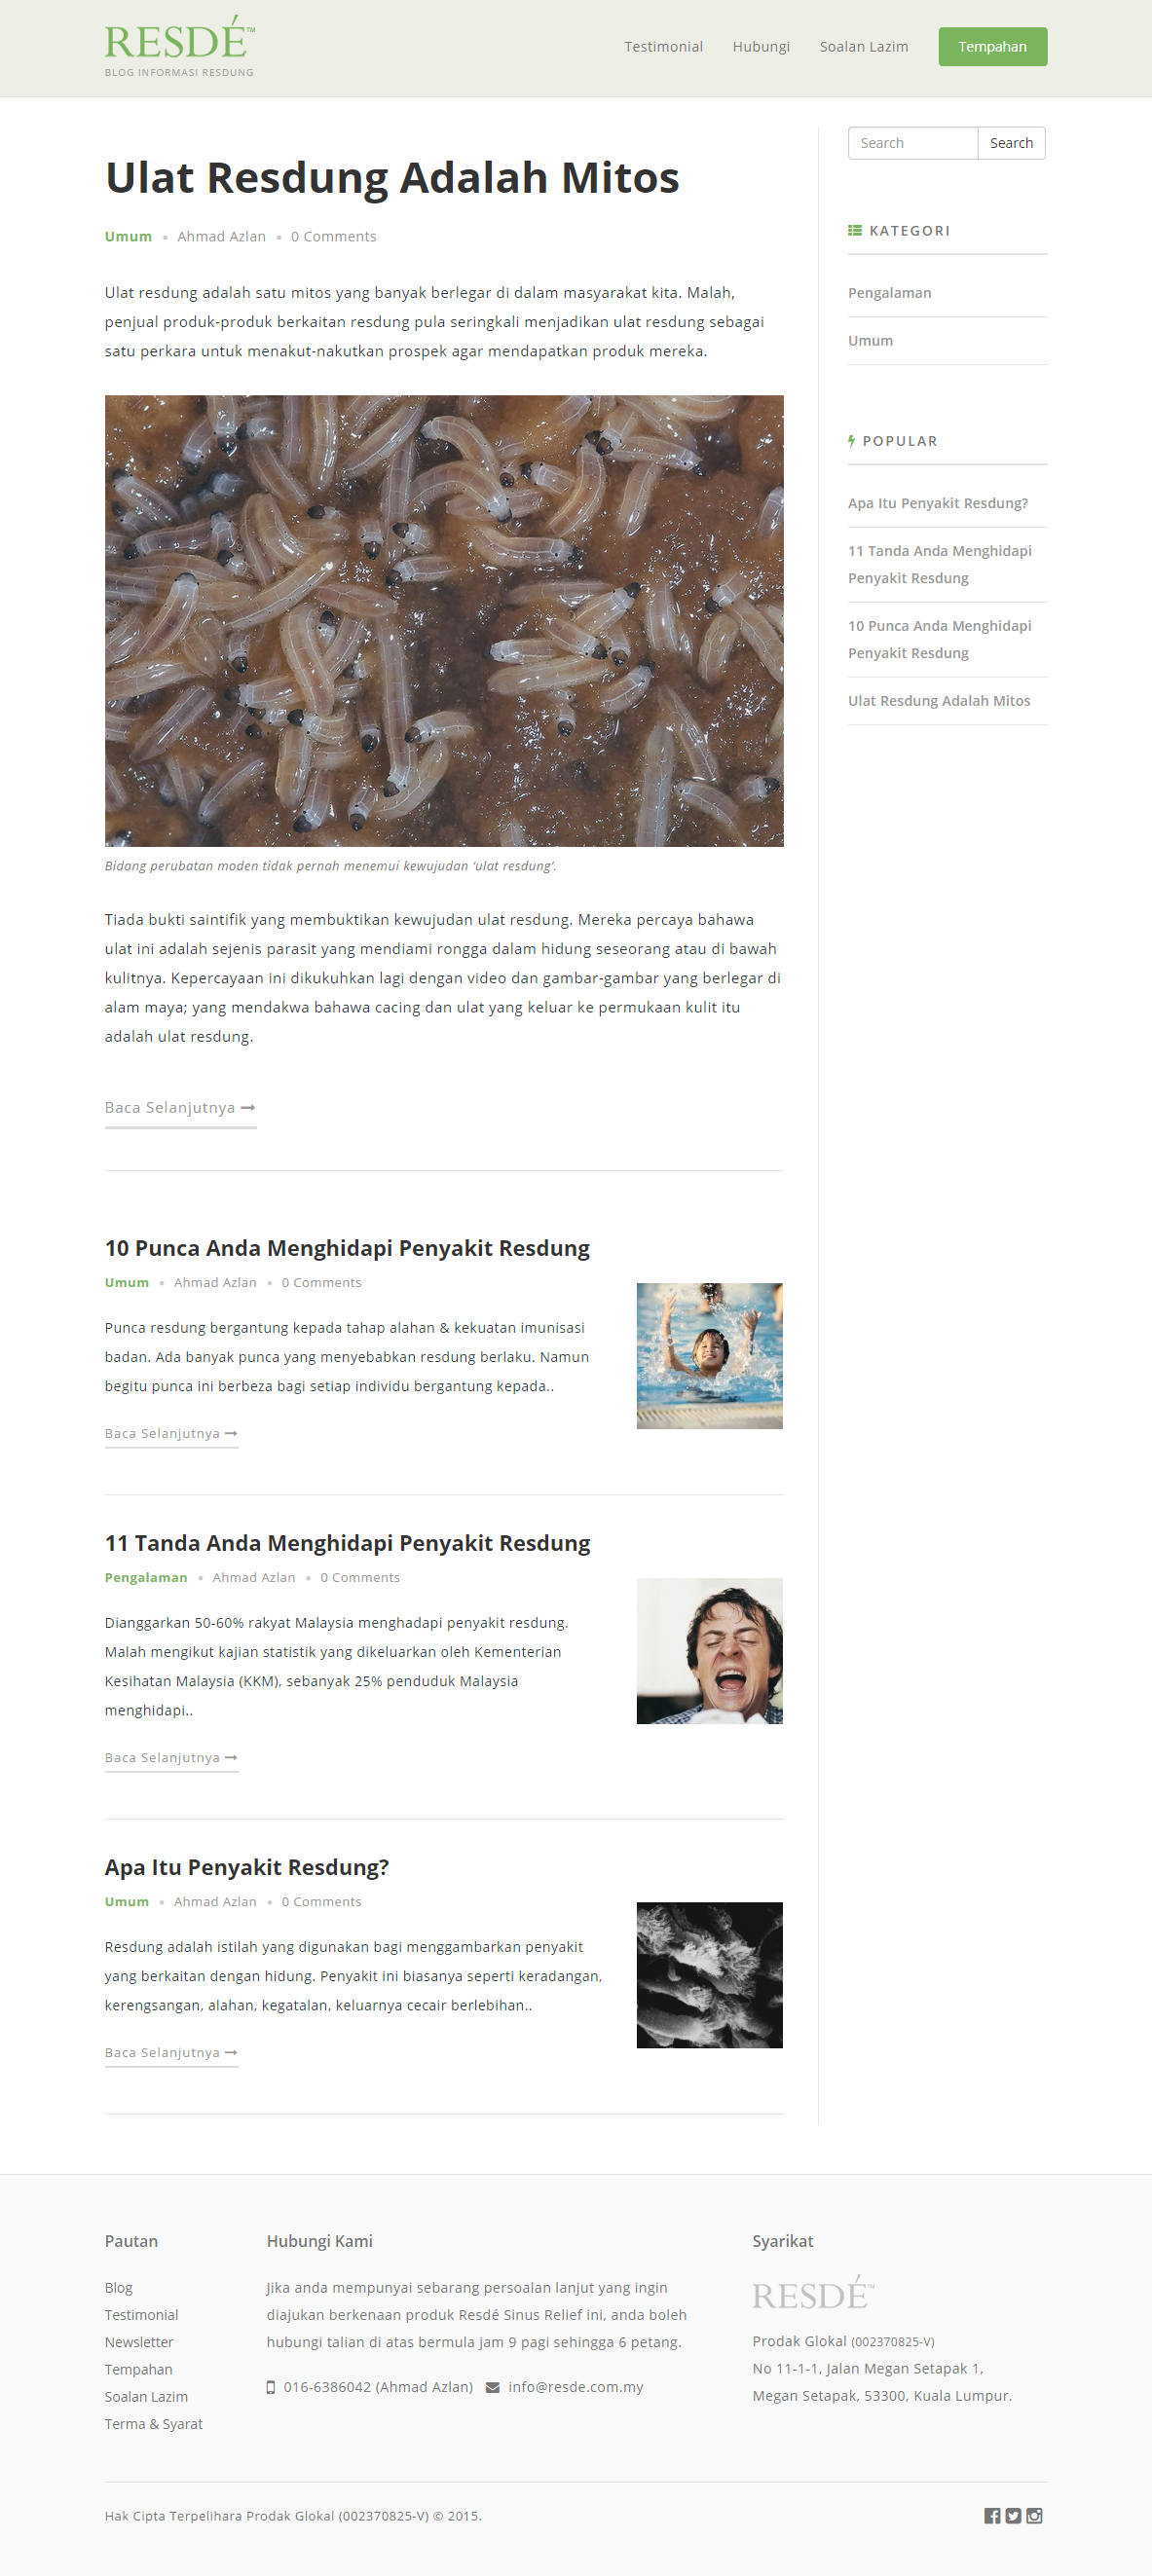 RESDÉ™
BLOG INFORMASI RESDUNG
Testimonial
Hubungi
Soalan Lazim
Tempahan
Ulat Resdung Adalah Mitos
Umum • Ahmad Azlan • 0 Comments
Ulat resdung adalah satu mitos yang banyak berlegar di dalam masyarakat kita. Malah,
penjual produk-produk berkaitan resdung pula seringkali menjadikan ulat resdung sebagai
satu perkara untuk menakut-nakutkan prospek agar mendapatkan produk mereka.
Bidang perubatan moden tidak pernah menemui kewujudan ‘ulat resdung’.
Tiada bukti saintifik yang membuktikan kewujudan ulat resdung. Mereka percaya bahawa
ulat ini adalah sejenis parasit yang mendiami rongga dalam hidung seseorang atau di bawah
kulitnya. Kepercayaan ini dikukuhkan lagi dengan video dan gambar-gambar yang berlegar di
alam maya; yang mendakwa bahawa cacing dan ulat yang keluar ke permukaan kulit itu
adalah ulat resdung.
Baca Selanjutnya
10 Punca Anda Menghidapi Penyakit Resdung
Umum • Ahmad Azlan • 0 Comments
Punca resdung bergantung kepada tahap alahan & kekuatan imunisasi
badan. Ada banyak punca yang menyebabkan resdung berlaku. Namun
begitu punca ini berbeza bagi setiap individu bergantung kepada..
Baca Selanjutnya
11 Tanda Anda Menghidapi Penyakit Resdung
Pengalaman • Ahmad Azlan • 0 Comments
Dianggarkan 50-60% rakyat Malaysia menghadapi penyakit resdung.
Malah mengikut kajian statistik yang dikeluarkan oleh Kementerian
Kesihatan Malaysia (KKM), sebanyak 25% penduduk Malaysia
menghidapi..
Baca Selanjutnya
Apa Itu Penyakit Resdung?
Umum • Ahmad Azlan • 0 Comments
Resdung adalah istilah yang digunakan bagi menggambarkan penyakit
yang berkaitan dengan hidung. Penyakit ini biasanya seperti keradangan,
kerengsangan, alahan, kegatalan, keluarnya cecair berlebihan..
Baca Selanjutnya
Search
Search
KATEGORI
Pengalaman
Umum
POPULAR
Apa Itu Penyakit Resdung?
11 Tanda Anda Menghidapi
Penyakit Resdung
10 Punca Anda Menghidapi
Penyakit Resdung
Ulat Resdung Adalah Mitos
Pautan
Blog
Testimonial
Newsletter
Tempahan
Soalan Lazim
Terma & Syarat
Hubungi Kami
Jika anda mempunyai sebarang persoalan lanjut yang ingin
diajukan berkenaan produk Resdé Sinus Relief ini, anda boleh
hubungi talian di atas bermula jam 9 pagi sehingga 6 petang.
016-6386042 (Ahmad Azlan) info@resde.com.my
Syarikat
RESDÉ™
Prodak Glokal (002370825-V)
No 11-1-1, Jalan Megan Setapak 1,
Megan Setapak, 53300, Kuala Lumpur.
Hak Cipta Terpelihara Prodak Glokal (002370825-V) © 2015.